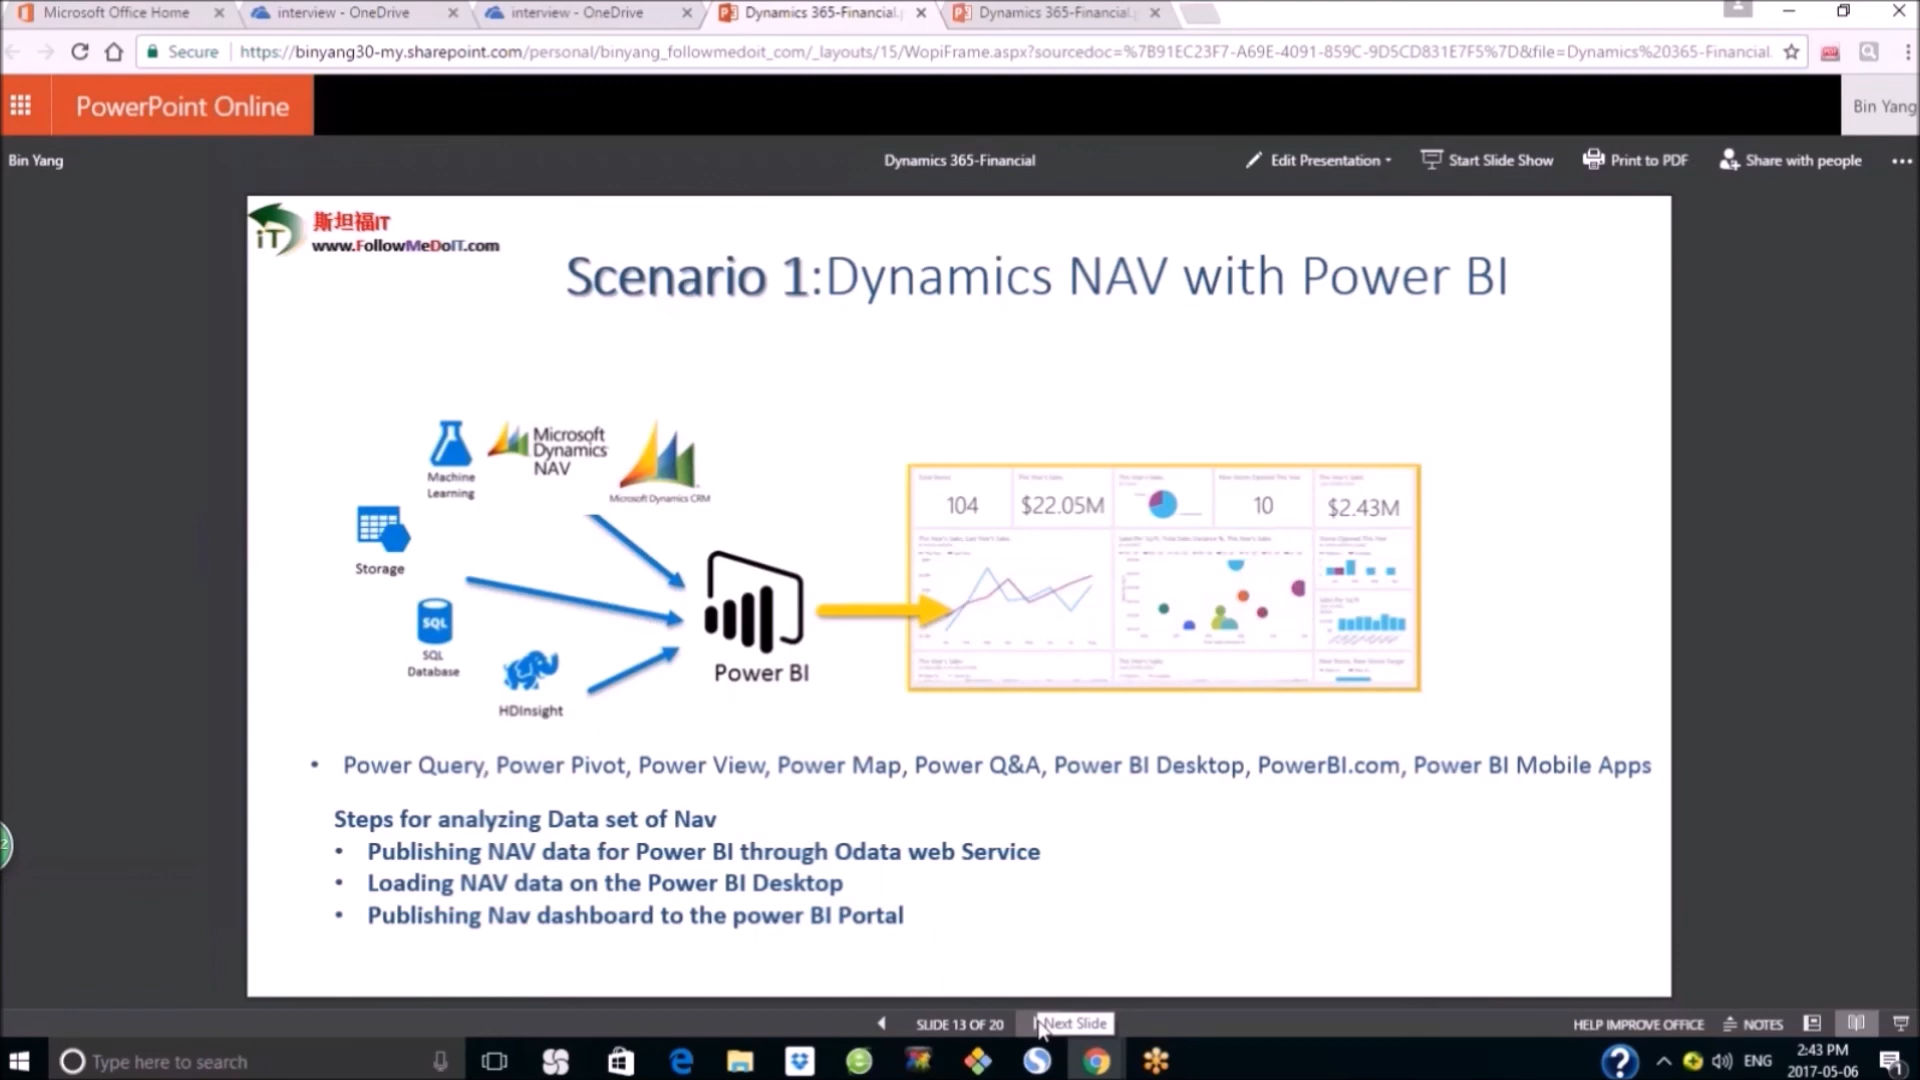 Microsoft Office Home
interview - OneDrive
interview - OneDrive
Dynamics 365-Financial.
Dynamics 365-Financial.
Secure
https://binyang30-my.sharepoint.com/personal/binyang_followmedoit_com/_layouts/15/WopiFrame.aspx?sourcedoc=%7B91EC23F7-A69E-4091-859C-9D5CD831E7F5%7D&file=Dynamics%20365-Financial.
PowerPoint Online
Bin Yang
Bin Yang
Dynamics 365-Financial
Edit Presentation
Start Slide Show
Print to PDF
Share with people
斯坦福IT
iT
www.FollowMeDoIT.com
Scenario 1:Dynamics NAV with Power BI
Machine
Learning
Microsoft
Dynamics
NAV
Microsoft Dynamics CRM
Storage
SQL
SQL
Database
HDInsight
Power BI
104
$22.05M
10
$2.43M
• Power Query, Power Pivot, Power View, Power Map, Power Q&A, Power BI Desktop, PowerBI.com, Power BI Mobile Apps
Steps for analyzing Data set of Nav
• Publishing NAV data for Power BI through Odata web Service
• Loading NAV data on the Power BI Desktop
• Publishing Nav dashboard to the power BI Portal
SLIDE 13 OF 20
Next Slide
HELP IMPROVE OFFICE
NOTES
Type here to search
ENG
2:43 PM
2017-05-06